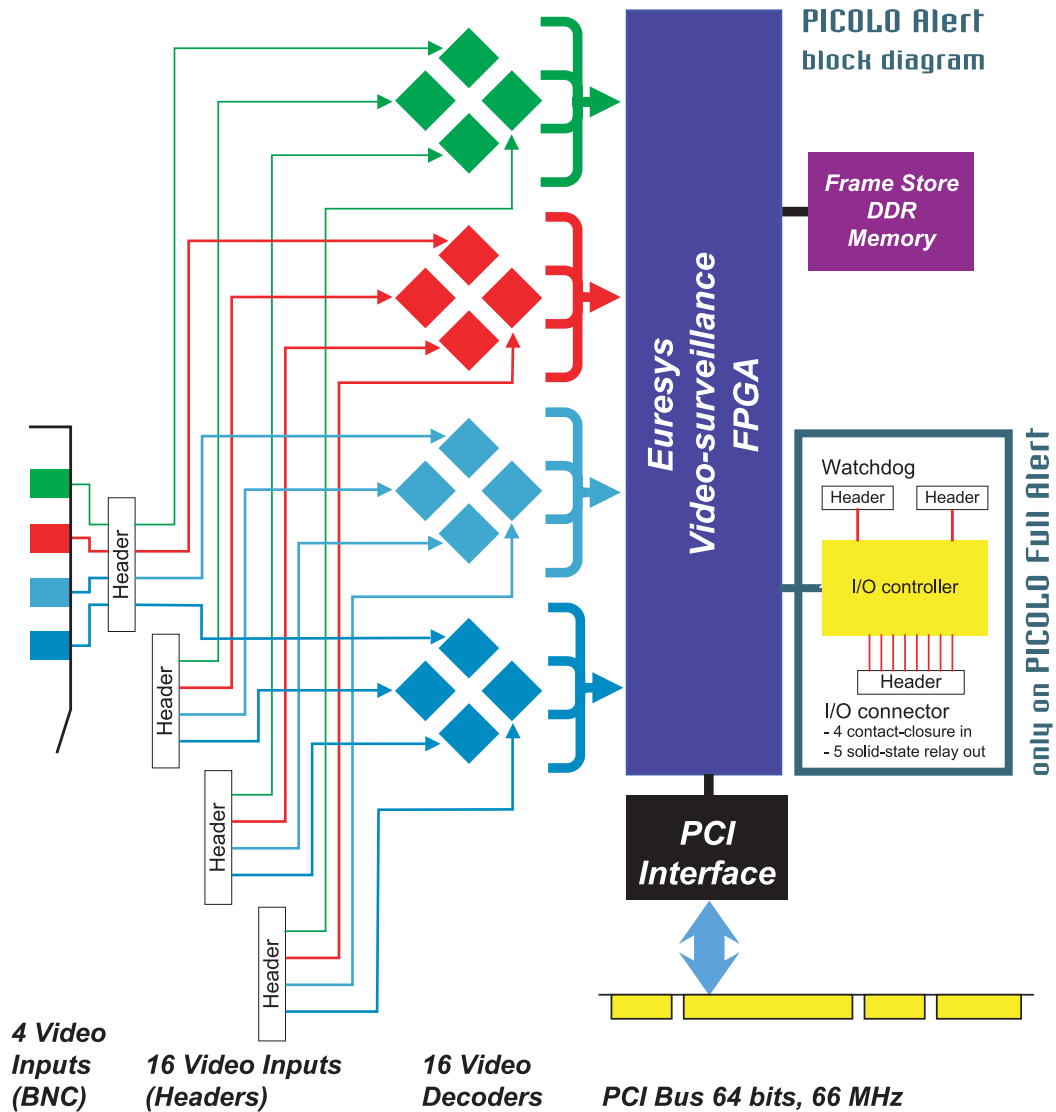 PICOLO Alert
block diagram
Frame Store
DDR
Memory
Euresys
Video-surveillance
FPGA
Watchdog
Header
Header
I/O controller
Header
I/O connector
- 4 contact-closure in
- 5 solid-state relay out
only on PICOLO Full Alert
Header
Header
Header
Header
PCI
Interface
4 Video
Inputs
(BNC)
16 Video Inputs
(Headers)
16 Video
Decoders
PCI Bus 64 bits, 66 MHz